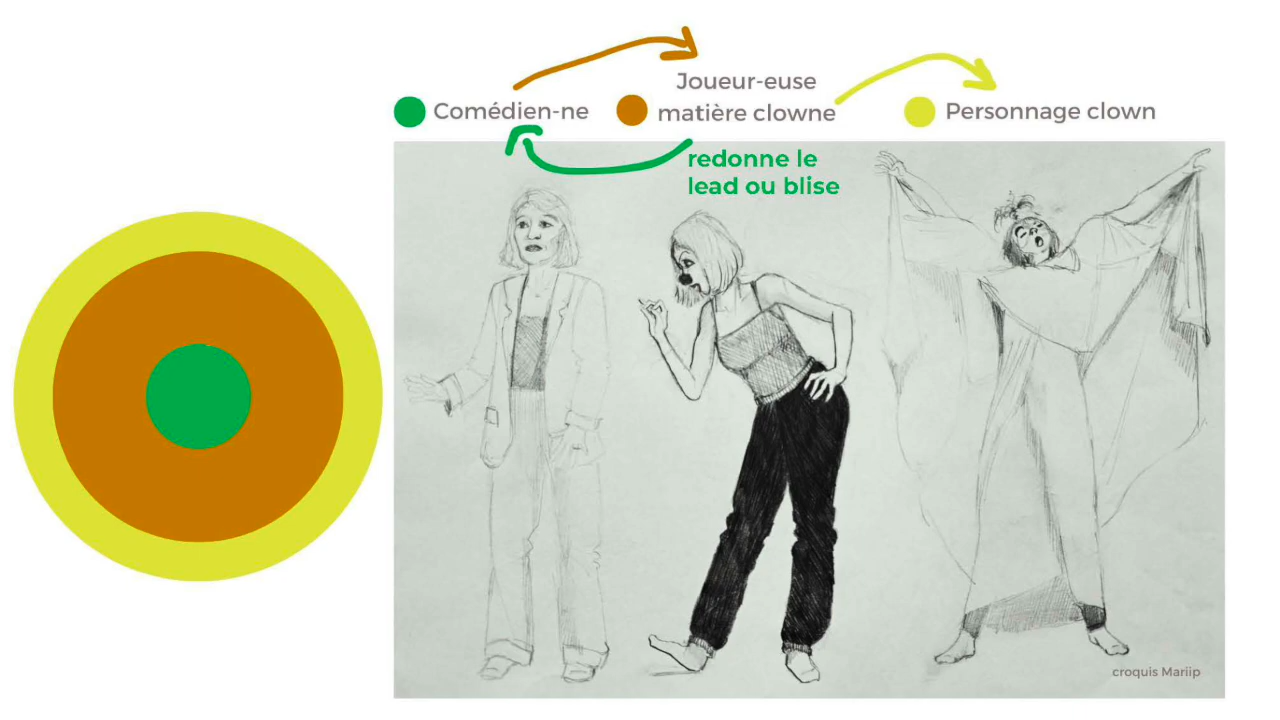 Comédien-ne
Joueur-euse
matière clowne
Personnage clown
redonne le
lead ou blise
croquis Mariip